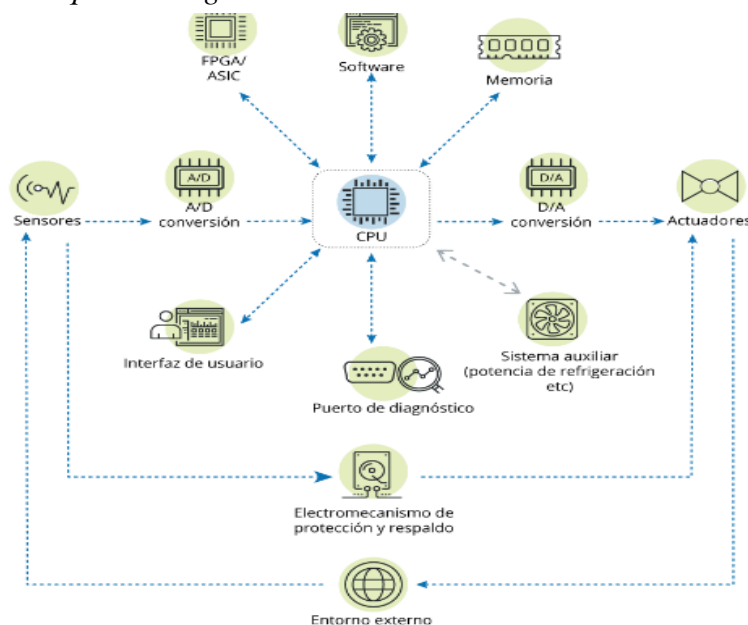 FPGA/
ASIC
Software
Memoria
A/D
D/A
Sensores
A/D
conversión
CPU
D/A
conversión
Actuadores
Interfaz de usuario
Puerto de diagnóstico
Sistema auxiliar
(potencia de refrigeración
etc)
Electromecanismo de
protección y respaldo
Entorno externo